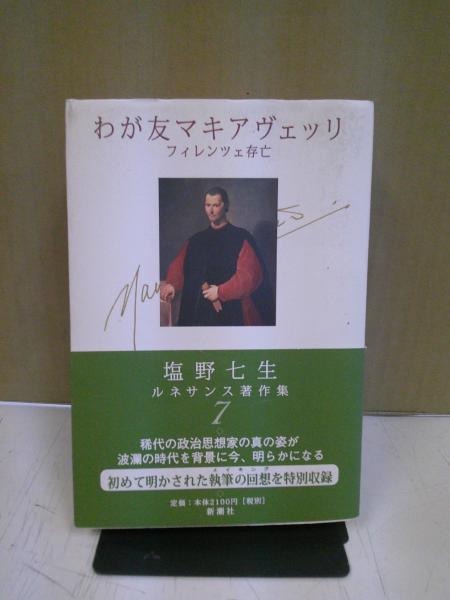 わが友マキアヴェッリ
フィレンツェ存亡
塩野七生
ルネサンス著作集
7
稀代の政治思想家の真の姿が
波瀾の時代を背景に今、明らかになる
メイキング
初めて明かされた執筆の回想を特別収録
定価：本体2100円［税別］
新潮社